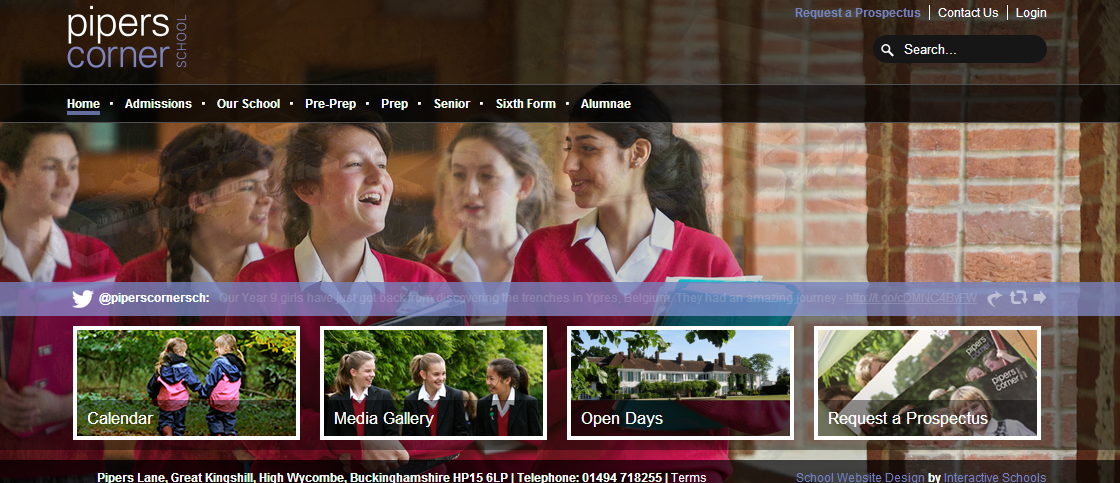 pipers
corner
SCHOOL
Request a Prospectus | Contact Us | Login
Search...
Home · Admissions · Our School · Pre-Prep · Prep · Senior · Sixth Form · Alumnae
@piperscornersch: Our Year 9 girls have just got back from discovering the trenches in Ypres, Belgium. They had an amazing journey - http://t.co/cDMNC4ByFW
Calendar
Media Gallery
Open Days
Request a Prospectus
pipers
corner
pipers
corner
Pipers Lane, Great Kingshill, High Wycombe, Buckinghamshire HP15 6LP | Telephone: 01494 718255 | Terms
School Website Design by Interactive Schools